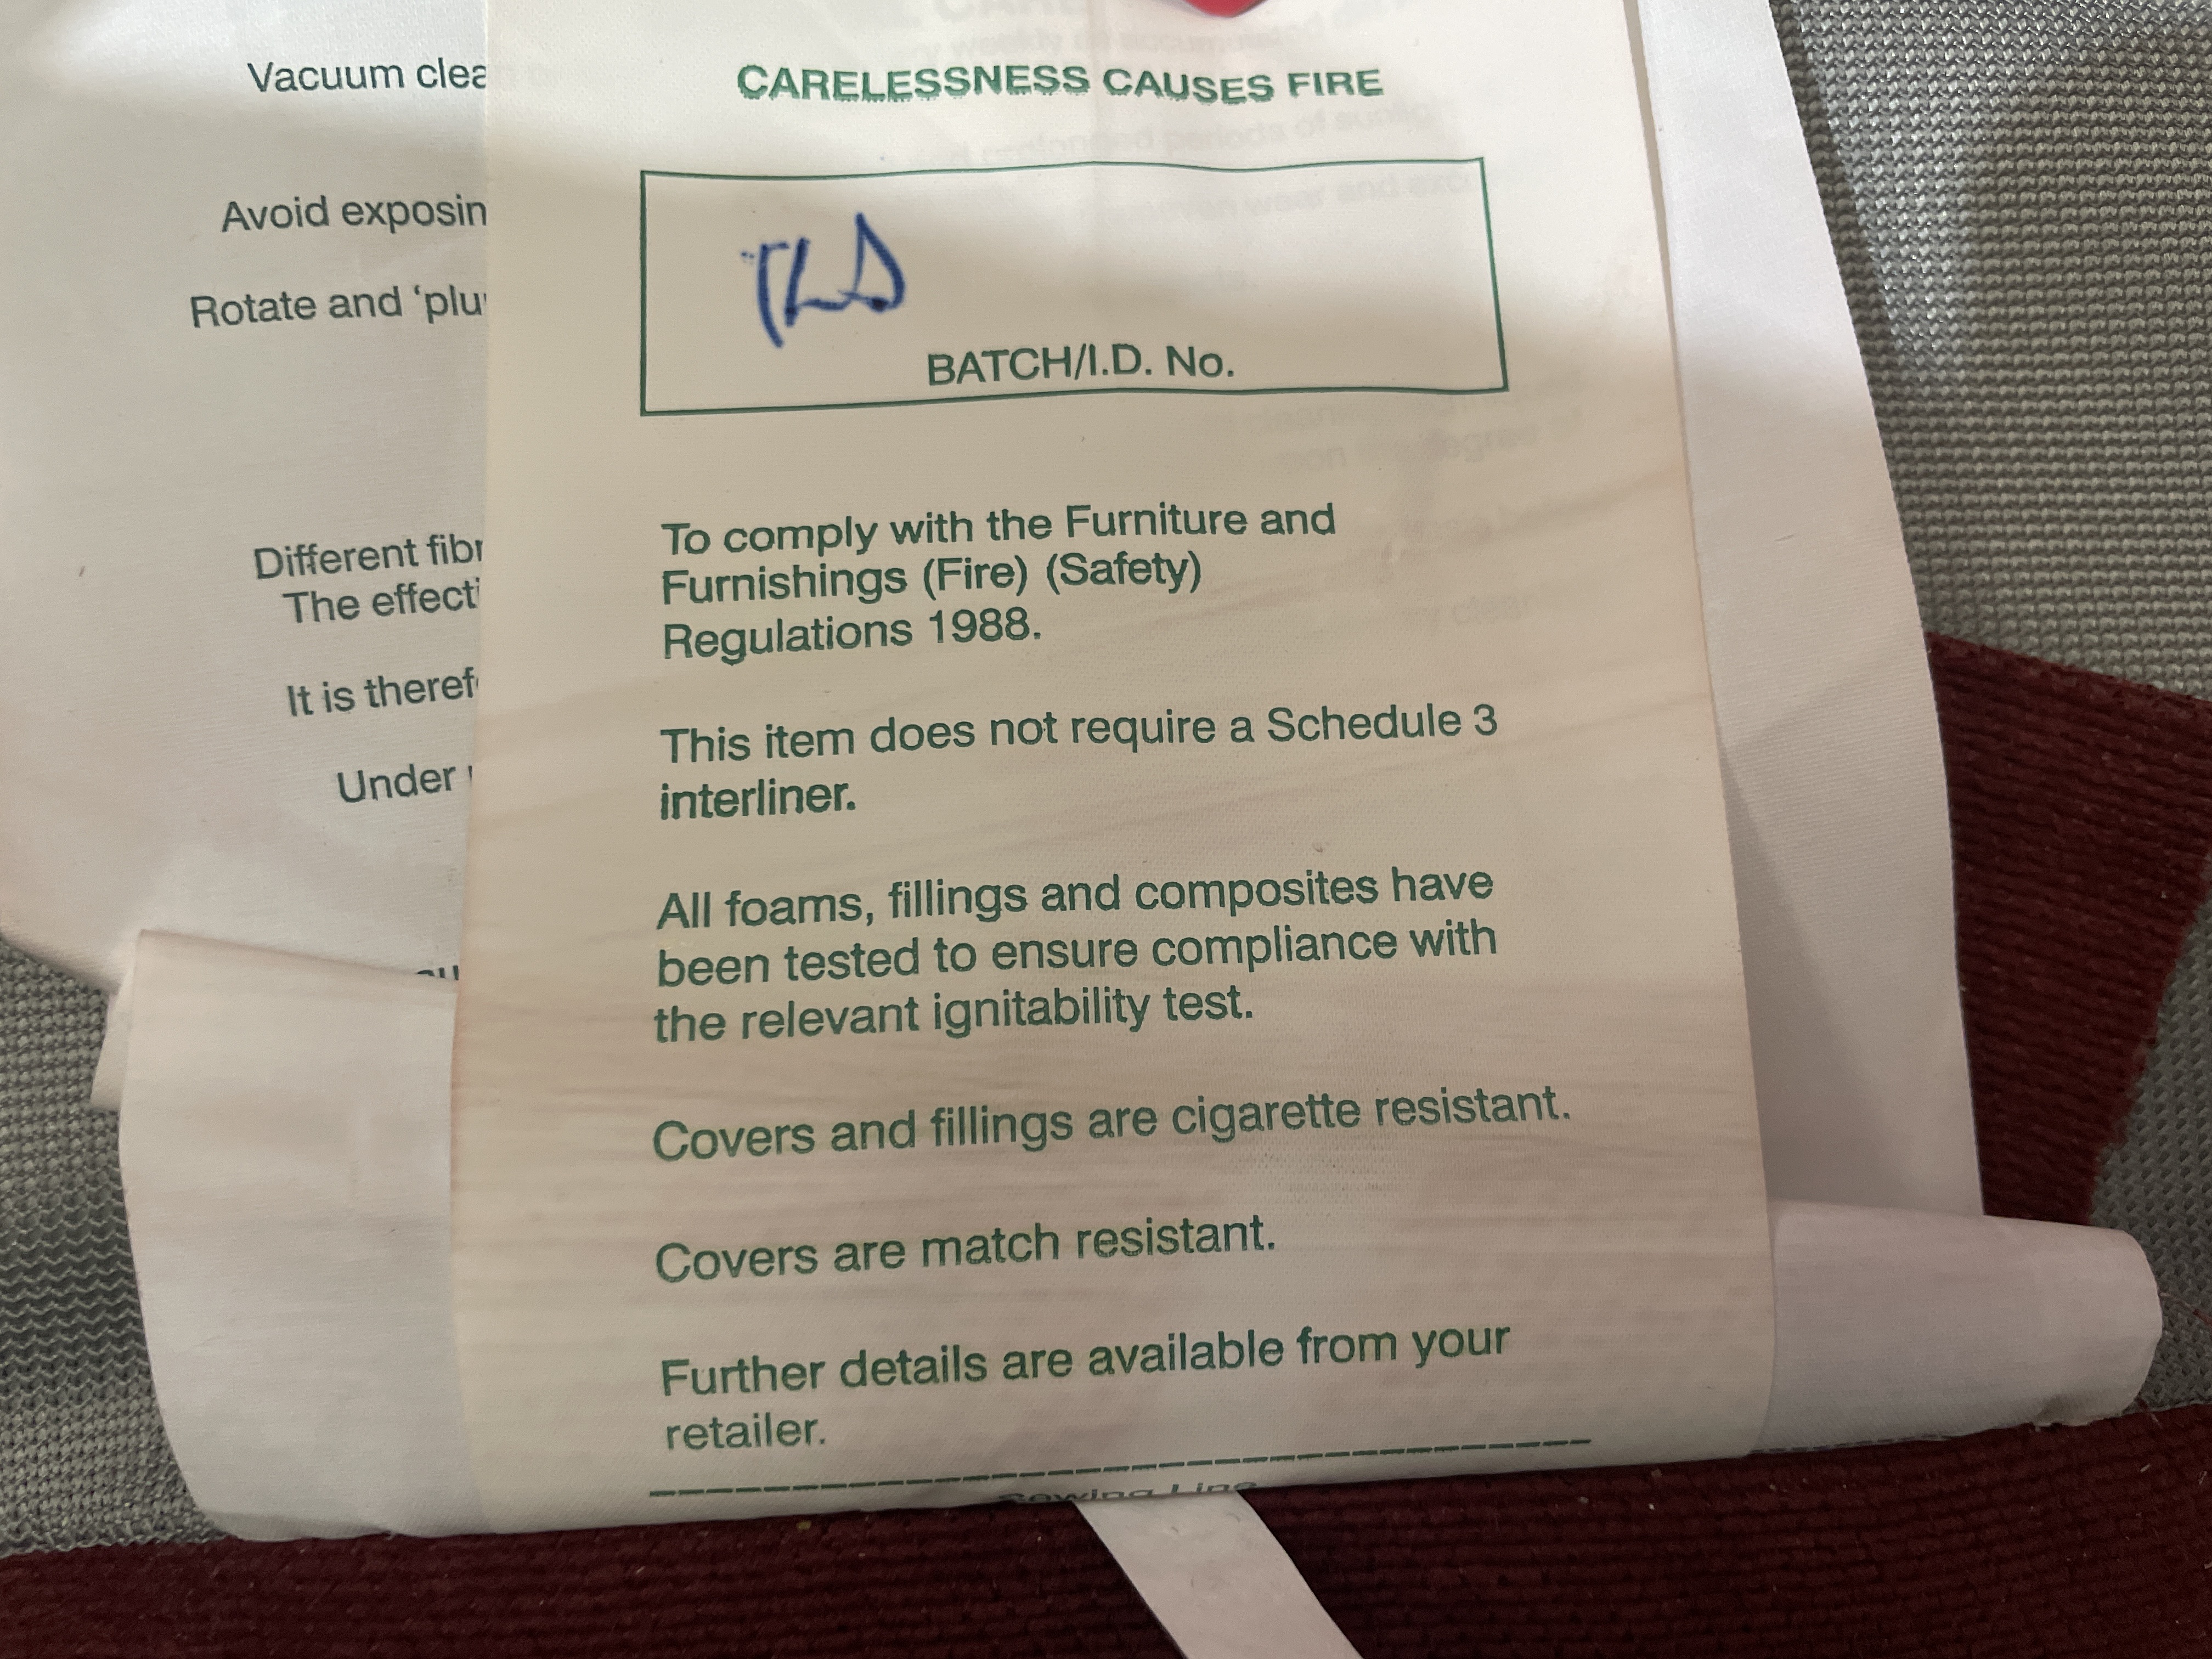 Vacuum clea
Avoid exposin
Rotate and ‘plu
Different fibr
The effecti
It is theref
Under
CARELESSNESS CAUSES FIRE
BATCH/I.D. No.
To comply with the Furniture and
Furnishings (Fire) (Safety)
Regulations 1988.
This item does not require a Schedule 3
interliner.
All foams, fillings and composites have
been tested to ensure compliance with
the relevant ignitability test.
Covers and fillings are cigarette resistant.
Covers are match resistant.
Further details are available from your
retailer.
Sewing Line